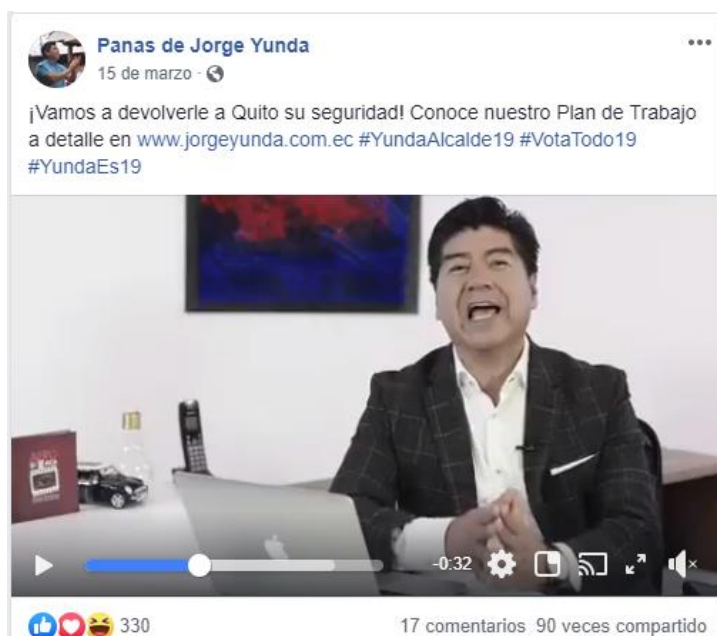 Panas de Jorge Yunda
15 de marzo
¡Vamos a devolverle a Quito su seguridad! Conoce nuestro Plan de Trabajo
a detalle en www.jorgeyunda.com.ec #YundaAlcalde19 #VotaTodo19
#YundaEs19
-0:32
330
17 comentarios 90 veces compartido